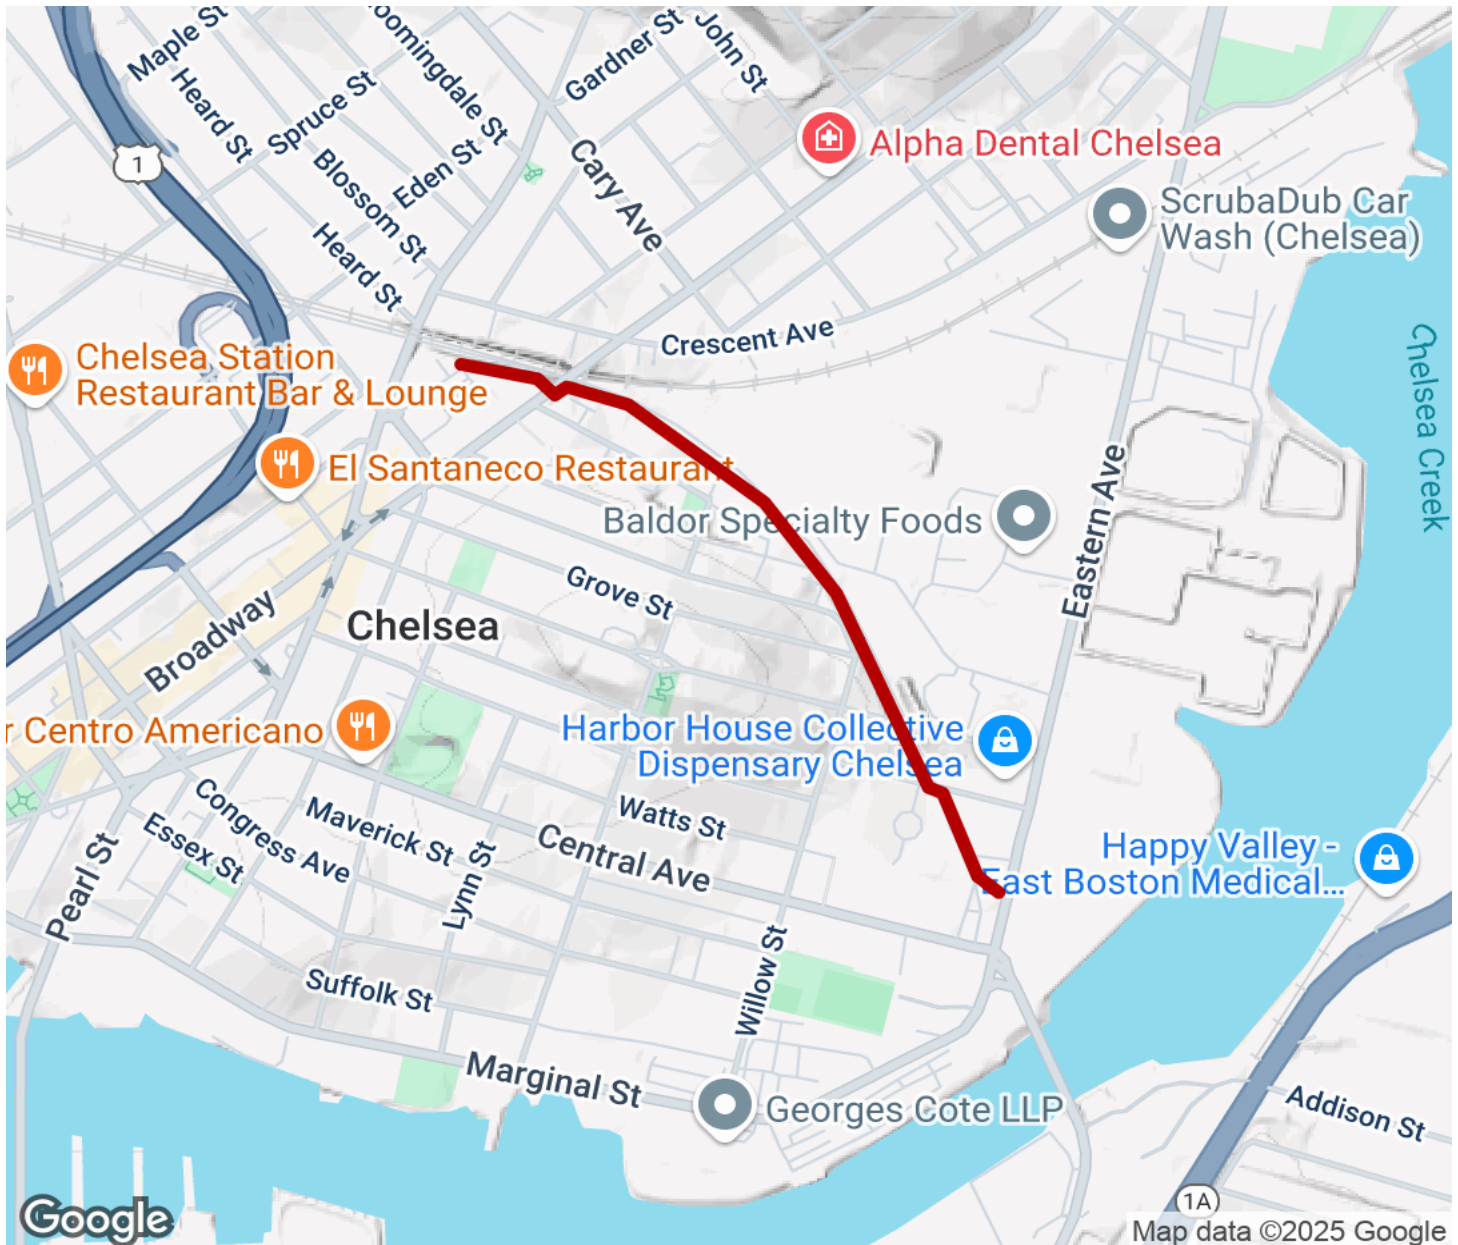 Maple St
Heard St
Spruce St
oomingdale St
Gardner St
John St
1
Blossom St
Eden St
Cary Ave
Heard St
Alpha Dental Chelsea
ScrubaDub Car
Wash (Chelsea)
Chelsea Station
Restaurant Bar & Lounge
Crescent Ave
Chelsea Creek
El Santaneco Restaurant
Baldor Specialty Foods
Eastern Ave
Grove St
Chelsea
Broadway
r Centro Americano
Harbor House Collective
Dispensary Chelsea
Watts St
Congress Ave
Maverick St
Essex St
Pearl St
Lynn St
Central Ave
Happy Valley -
East Boston Medical...
Willow St
Suffolk St
Marginal St
Georges Cote LLP
Addison St
1A
Google
Map data ©2025 Google